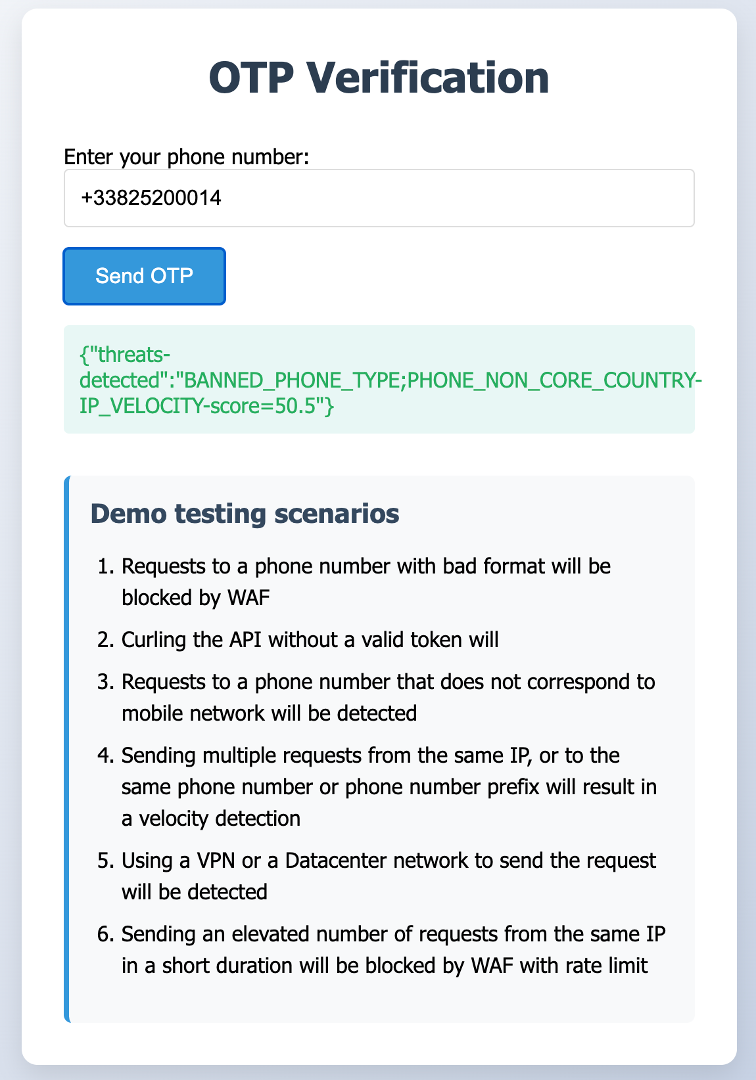 OTP Verification
Enter your phone number:
+33825200014
Send OTP
{"threats-
detected":"BANNED_PHONE_TYPE;PHONE_NON_CORE_COUNTRY-
IP_VELOCITY-score=50.5"}
Demo testing scenarios
1. Requests to a phone number with bad format will be
blocked by WAF
2. Curling the API without a valid token will
3. Requests to a phone number that does not correspond to
mobile network will be detected
4. Sending multiple requests from the same IP, or to the
same phone number or phone number prefix will result in
a velocity detection
5. Using a VPN or a Datacenter network to send the request
will be detected
6. Sending an elevated number of requests from the same IP
in a short duration will be blocked by WAF with rate limit